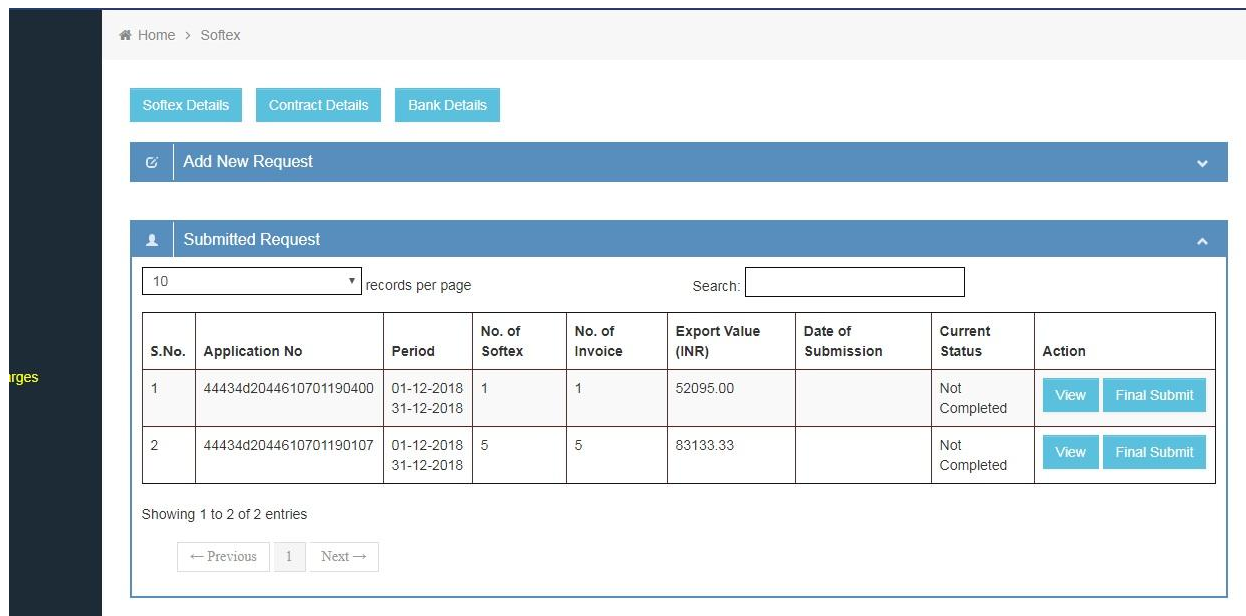 Home > Softex
Softex Details Contract Details Bank Details
Add New Request
Submitted Request
10 records per page Search:
S.No. Application No Period No. of Softex No. of Invoice Export Value (INR) Date of Submission Current Status Action
1 44434d2044610701190400 01-12-2018 31-12-2018 1 1 52095.00 Not Completed View Final Submit
2 44434d2044610701190107 01-12-2018 31-12-2018 5 5 83133.33 Not Completed View Final Submit
Showing 1 to 2 of 2 entries
← Previous 1 Next →